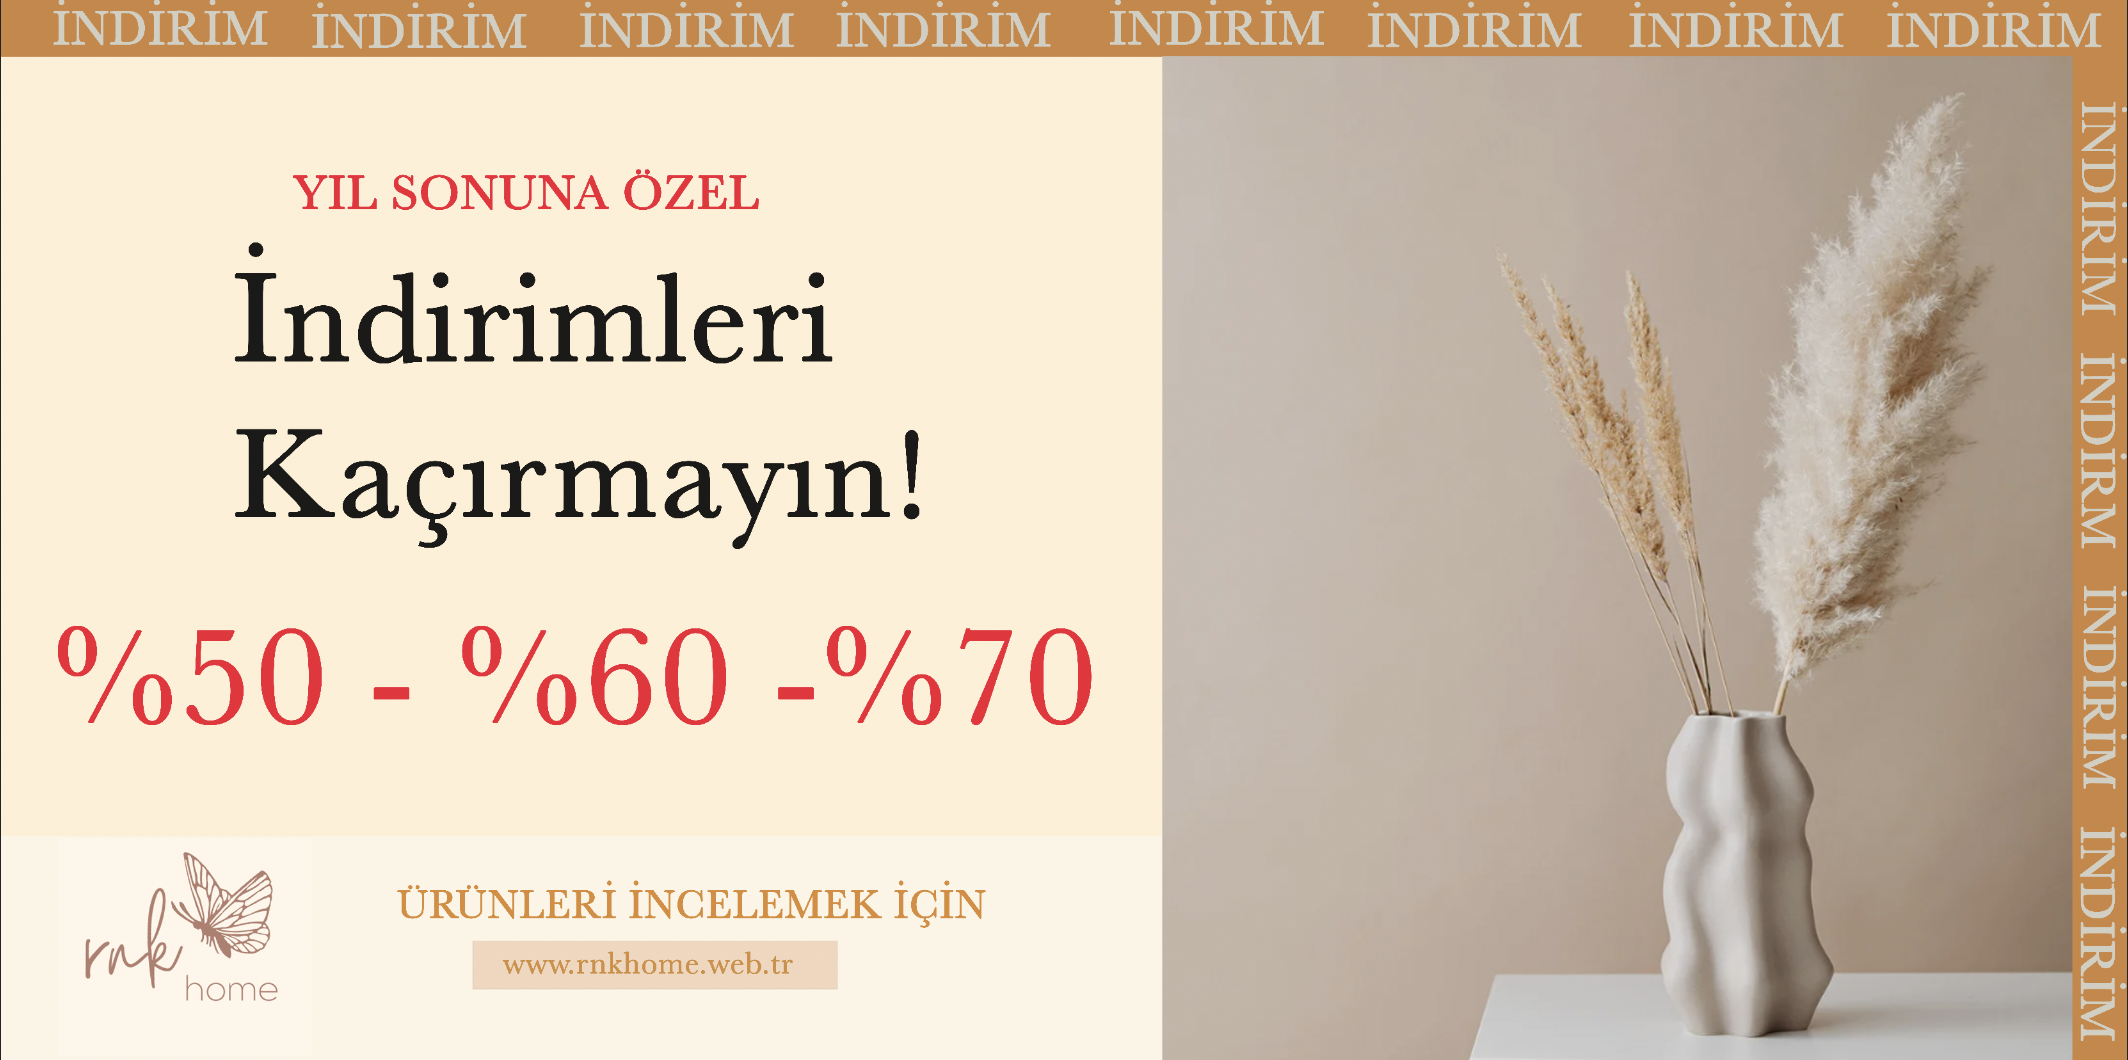 İNDİRİM İNDİRİM İNDİRİM İNDİRİM İNDİRİM İNDİRİM İNDİRİM İNDİRİM
YIL SONUNA ÖZEL
İndirimleri
Kaçırmayın!
%50 - %60 -%70
rnk
home
ÜRÜNLERİ İNCELEMEK İÇİN
www.rnkhome.web.tr
İNDİRİM İNDİRM İNDİRİM İNDİRİM